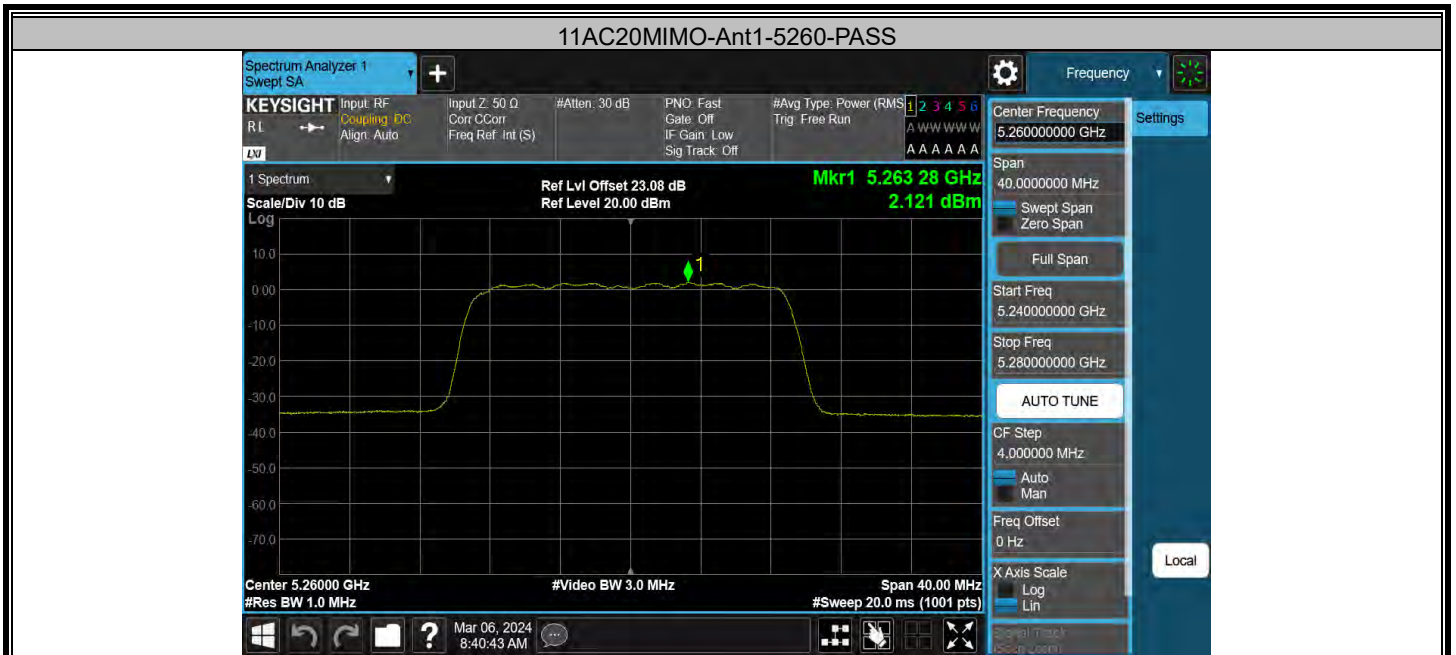 11AC20MIMO-Ant1-5260-PASS
Spectrum Analyzer 1
Swept SA
Frequency
KEYSIGHT
RL
LXI
Input: RF
Coupling: DC
Align: Auto
Input Z: 50 Ω
Corr CCorr
Freq Ref: Int (S)
#Atten: 30 dB
PNO: Fast
Gate: Off
IF Gain: Low
Sig Track: Off
#Avg Type: Power (RMS
Trig: Free Run
1 2 3 4 5 6
A W W W W W
A A A A A A
1 Spectrum
Scale/Div 10 dB
Log
Ref Lvl Offset 23.08 dB
Ref Level 20.00 dBm
Mkr1 5.263 28 GHz
2.121 dBm
1
10.0
0.00
-10.0
-20.0
-30.0
-40.0
-50.0
-60.0
-70.0
Center 5.26000 GHz
#Res BW 1.0 MHz
#Video BW 3.0 MHz
Span 40.00 MHz
#Sweep 20.0 ms (1001 pts)
Center Frequency
5.260000000 GHz
Settings
Span
40.0000000 MHz
Swept Span
Zero Span
Full Span
Start Freq
5.240000000 GHz
Stop Freq
5.280000000 GHz
AUTO TUNE
CF Step
4.000000 MHz
Auto
Man
Freq Offset
0 Hz
X Axis Scale
Log
Lin
Local
?
Mar 06, 2024
8:40:43 AM